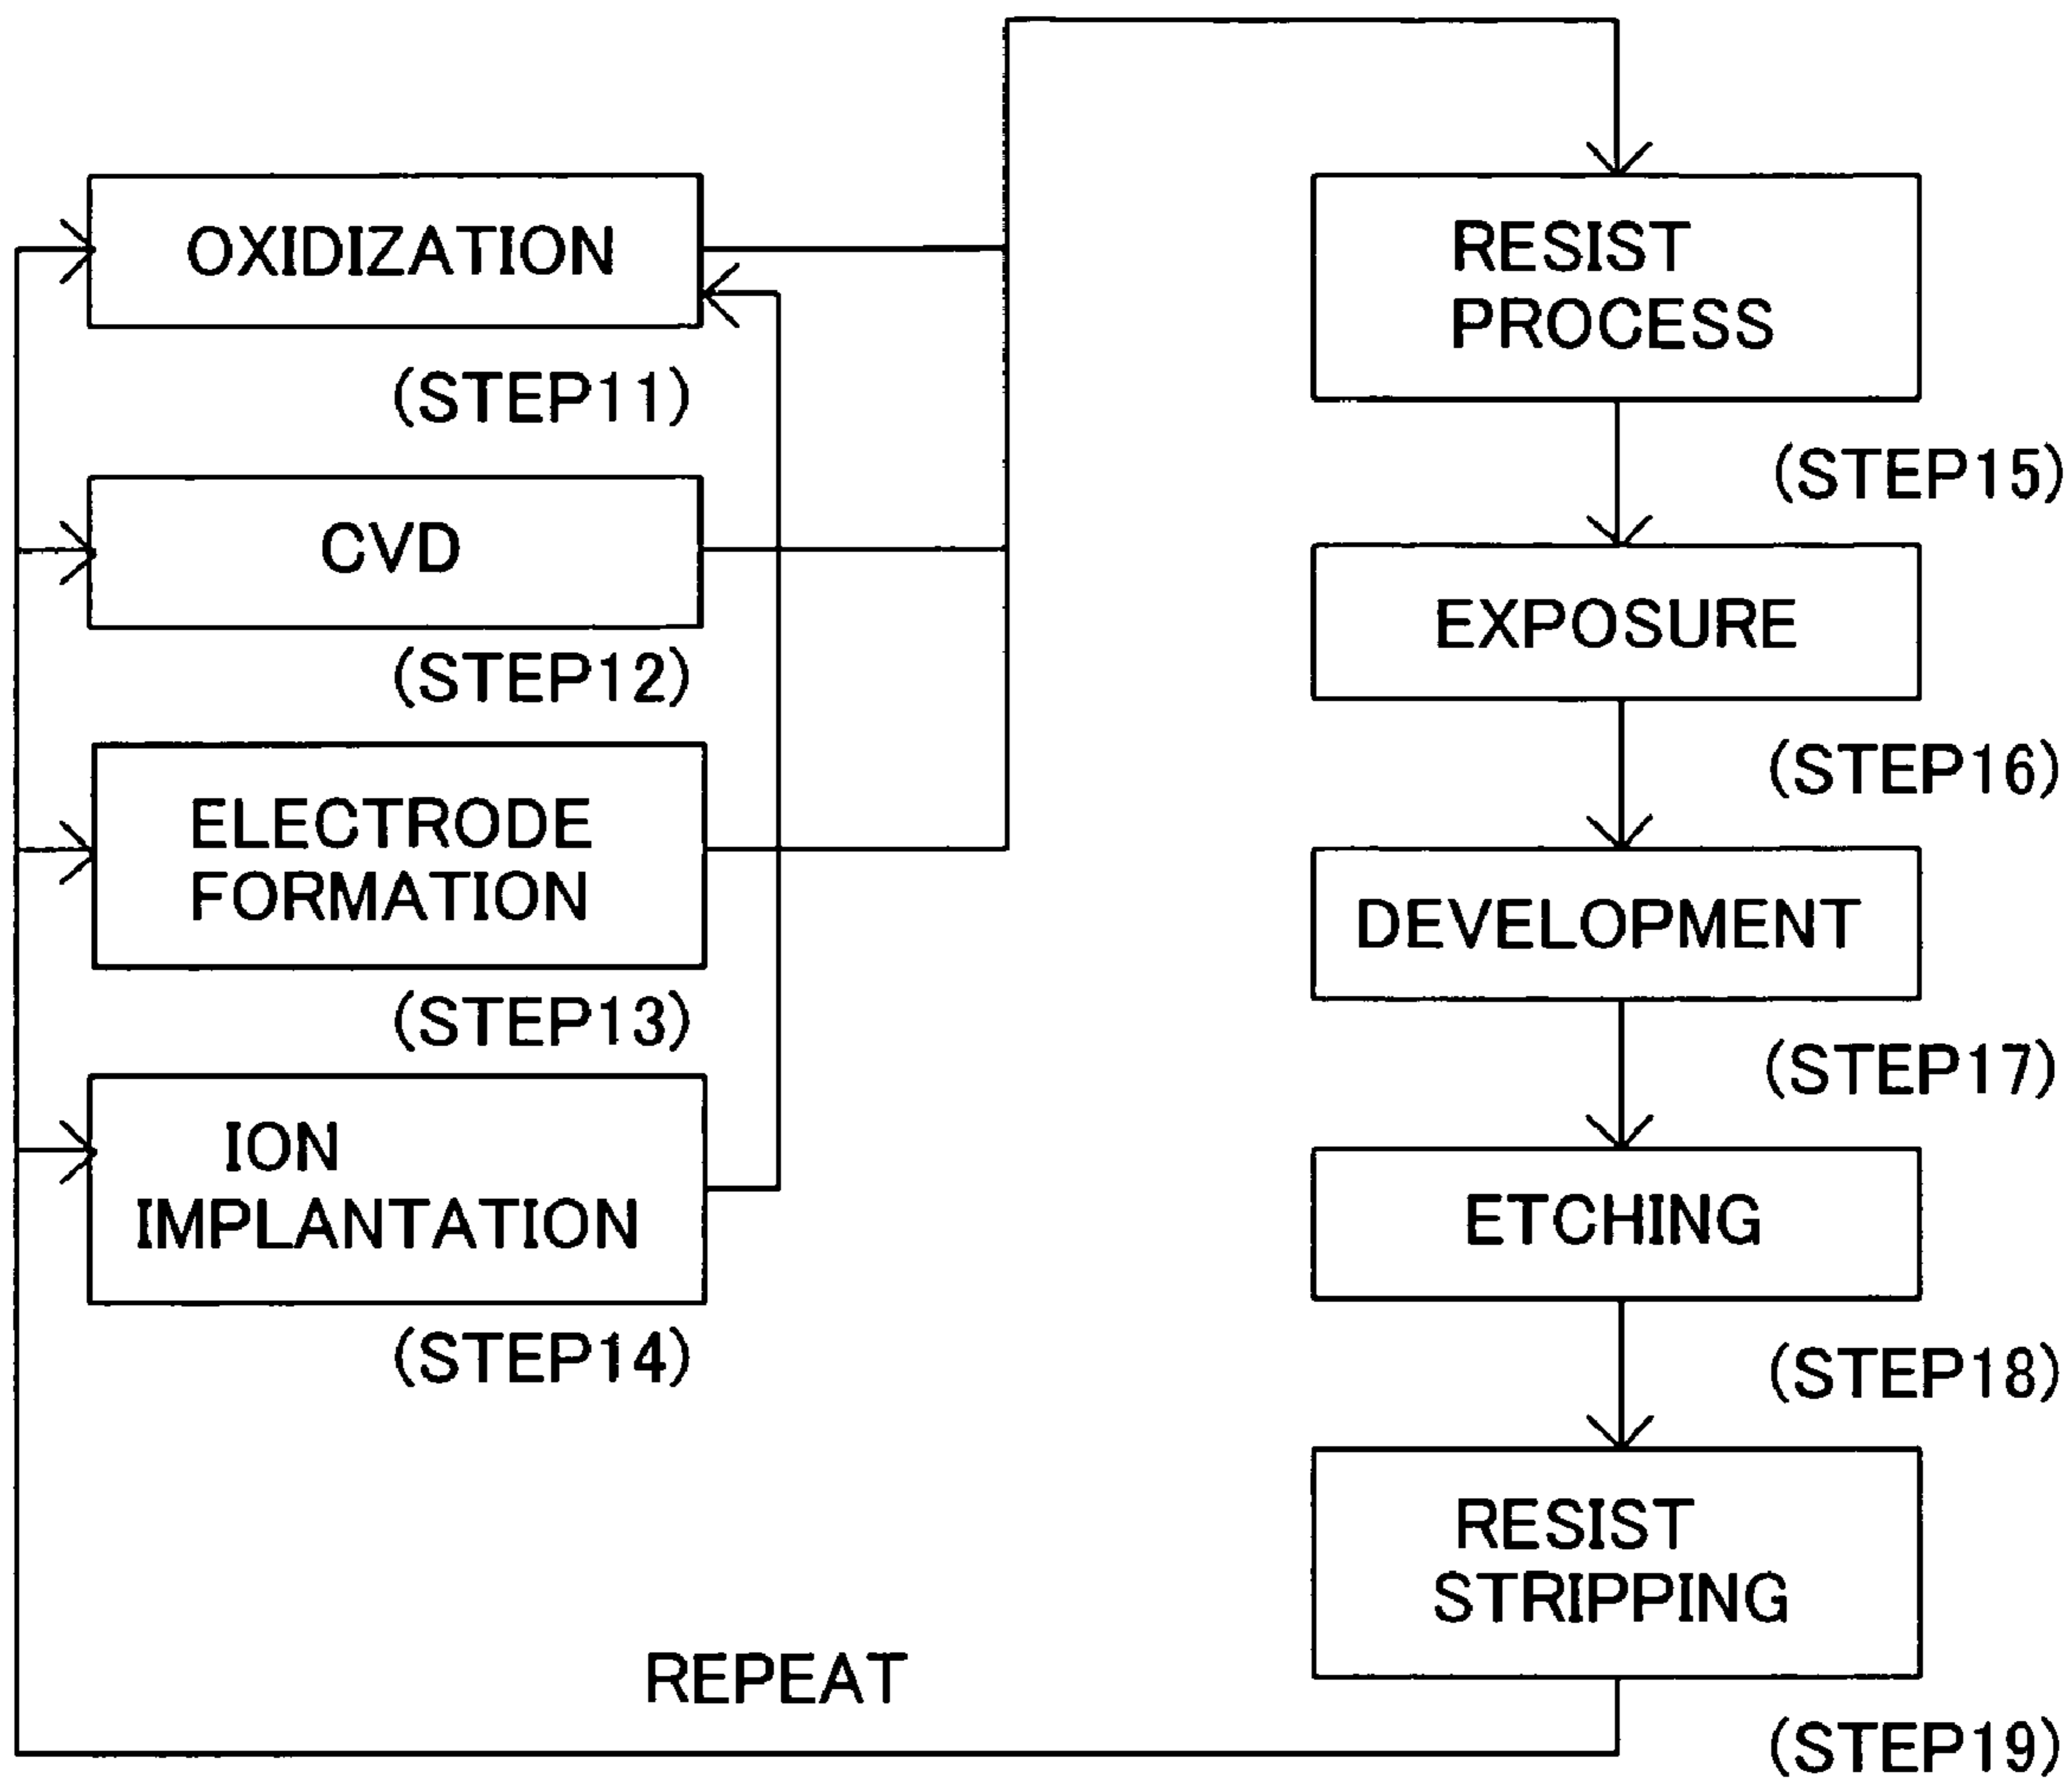 OXIDIZATION
(STEP11)
CVD
(STEP12)
ELECTRODE
FORMATION
(STEP13)
ION
IMPLANTATION
(STEP14)
RESIST
PROCESS
(STEP15)
EXPOSURE
(STEP16)
DEVELOPMENT
(STEP17)
ETCHING
(STEP18)
RESIST
STRIPPING
(STEP19)
REPEAT